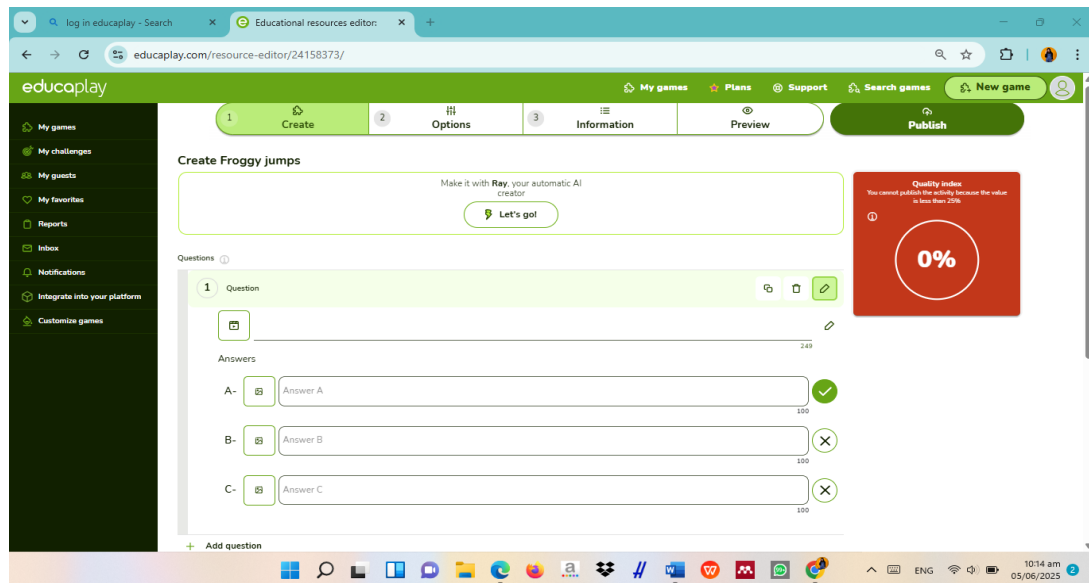 log in educaplay - Search
Educational resources editor:
educaplay.com/resource-editor/24158373/
educaplay
My games
Plans
Support
Search games
New game
My games
My challenges
My guests
My favorites
Reports
Inbox
Notifications
Integrate into your platform
Customize games
1 Create
2 Options
3 Information
Preview
Publish
Create Froggy jumps
Make it with Ray, your automatic AI
creator
Let's go!
Quality index
You cannot publish the activity because the value
is less than 25%
0%
Questions
1 Question
249
Answers
A- Answer A
100
B- Answer B
100
C- Answer C
100
+ Add question
ENG
10:14 am
05/06/2025
2